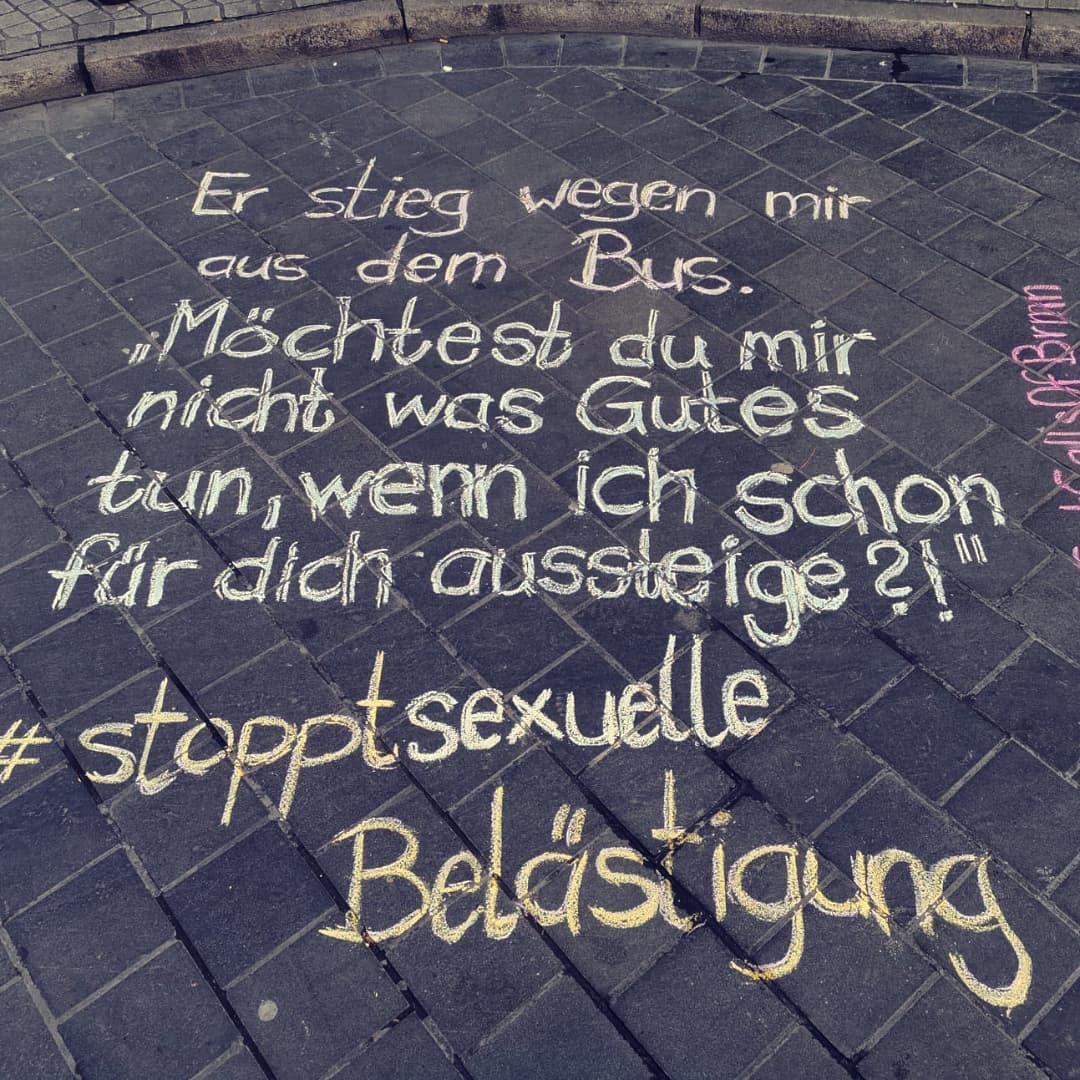 Er stieg wegen mir
aus dem Bus.
„Möchtest du mir
nicht was Gutes
tun, wenn ich schon
für dich aussteige?!"
#stopptsexuelle
Belästigung